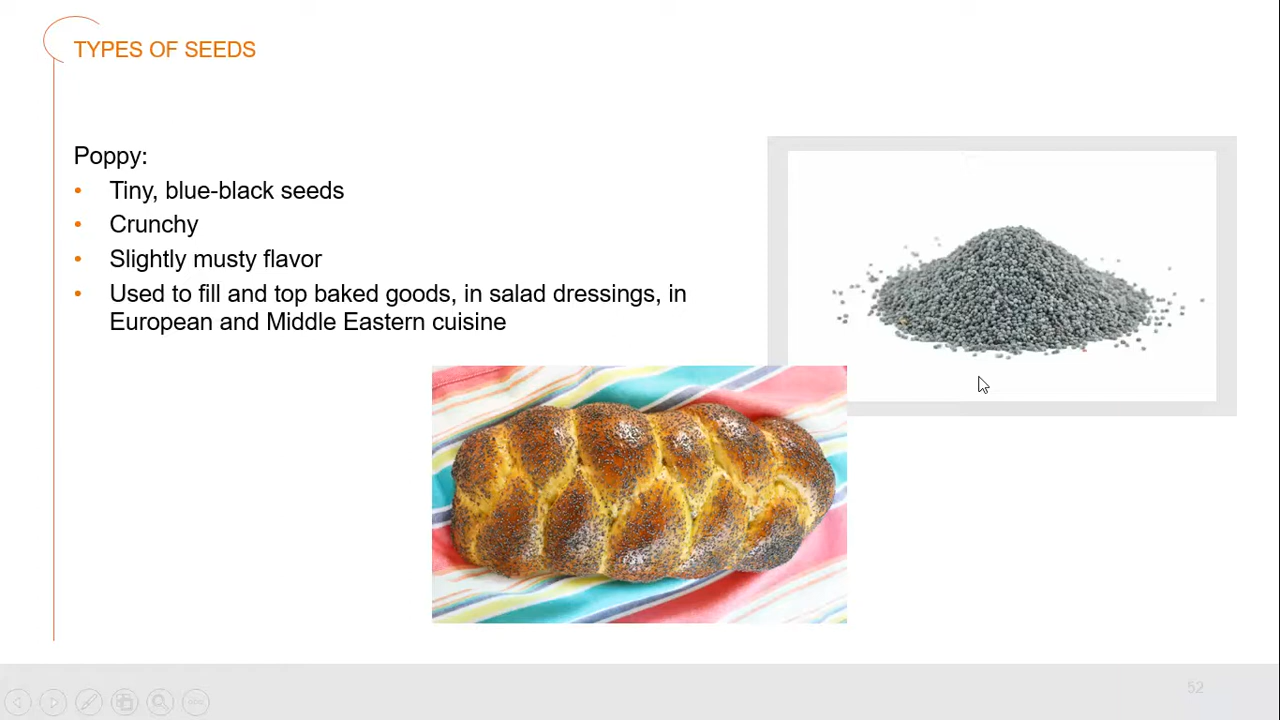 TYPES OF SEEDS
Poppy:
• Tiny, blue-black seeds
• Crunchy
• Slightly musty flavor
• Used to fill and top baked goods, in salad dressings, in
European and Middle Eastern cuisine
52